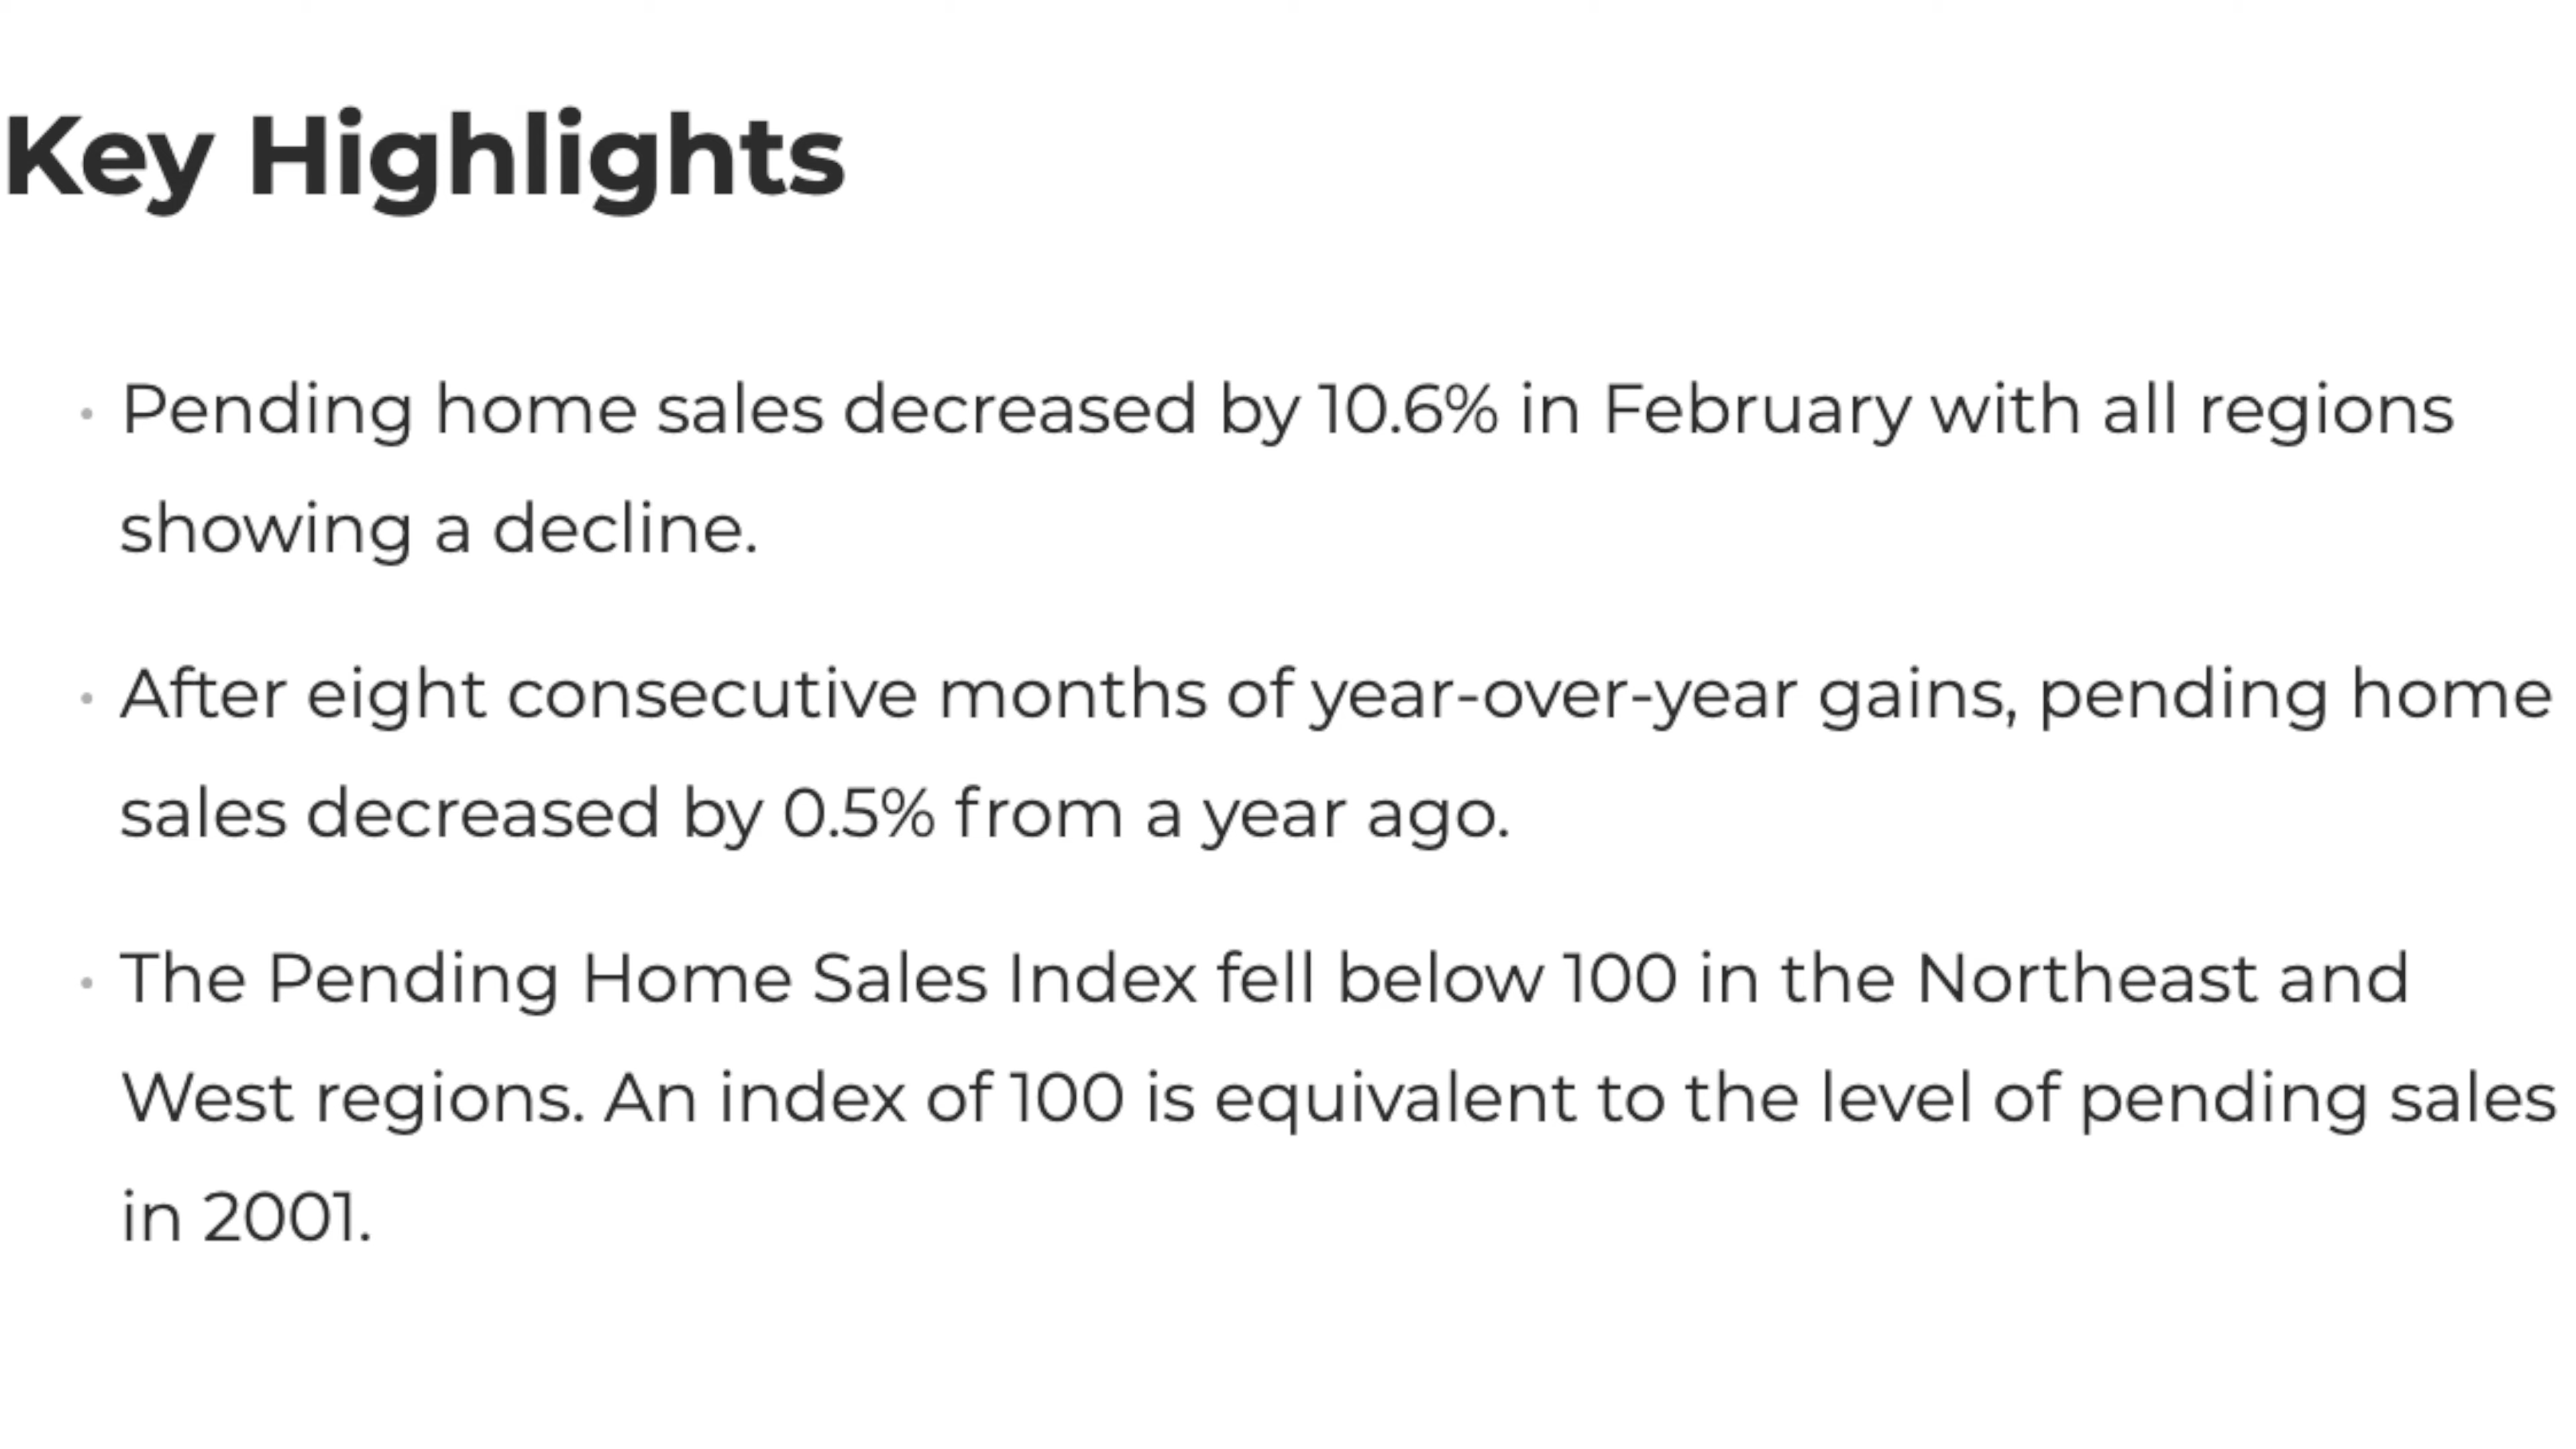 Key Highlights
• Pending home sales decreased by 10.6% in February with all regions
showing a decline.
• After eight consecutive months of year-over-year gains, pending home
sales decreased by 0.5% from a year ago.
• The Pending Home Sales Index fell below 100 in the Northeast and
West regions. An index of 100 is equivalent to the level of pending sales
in 2001.